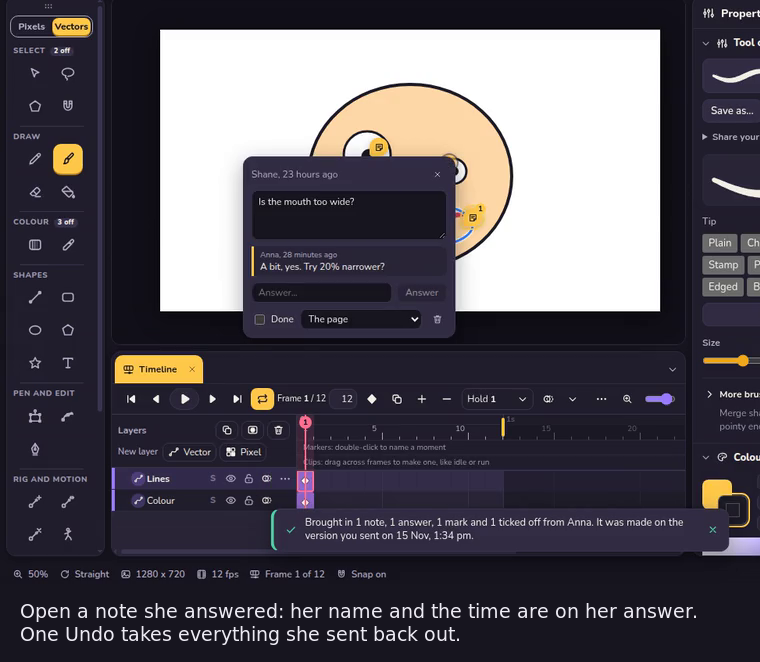 Pixels Vectors
SELECT 2 off
DRAW
COLOUR 3 off
SHAPES
PEN AND EDIT
RIG AND MOTION
Shane, 23 hours ago
Is the mouth too wide?
Anna, 28 minutes ago
A bit, yes. Try 20% narrower?
Answer... Answer
Done The page
1
Timeline
Frame 1 / 12 12 Hold 1
Layers
1 5 10 1s 15 20
New layer Vector Pixel
Markers: double-click to name a moment
Clips: drag across frames to make one, like idle or run
Lines S
Colour S
Brought in 1 note, 1 answer, 1 mark and 1 ticked off from Anna. It was made on the
version you sent on 15 Nov, 1:34 pm.
Propert
Tool
Save as...
Share your
Tip
Plain Ch
Stamp P
Edged B
Size
More bru
Merge sha
pointy en
Colou
50% Straight 1280 x 720 12 fps Frame 1 of 12 Snap on
Open a note she answered: her name and the time are on her answer.
One Undo takes everything she sent back out.